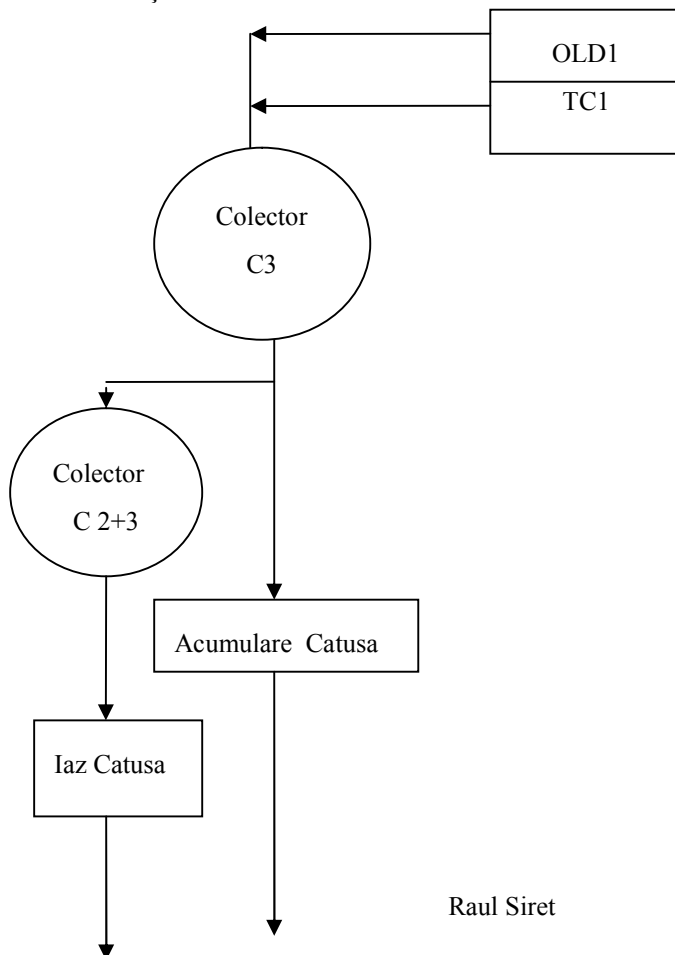 OLD1
TC1
Colector
C3
Colector
C 2+3
Acumulare Catusa
Iaz Catusa
Raul Siret